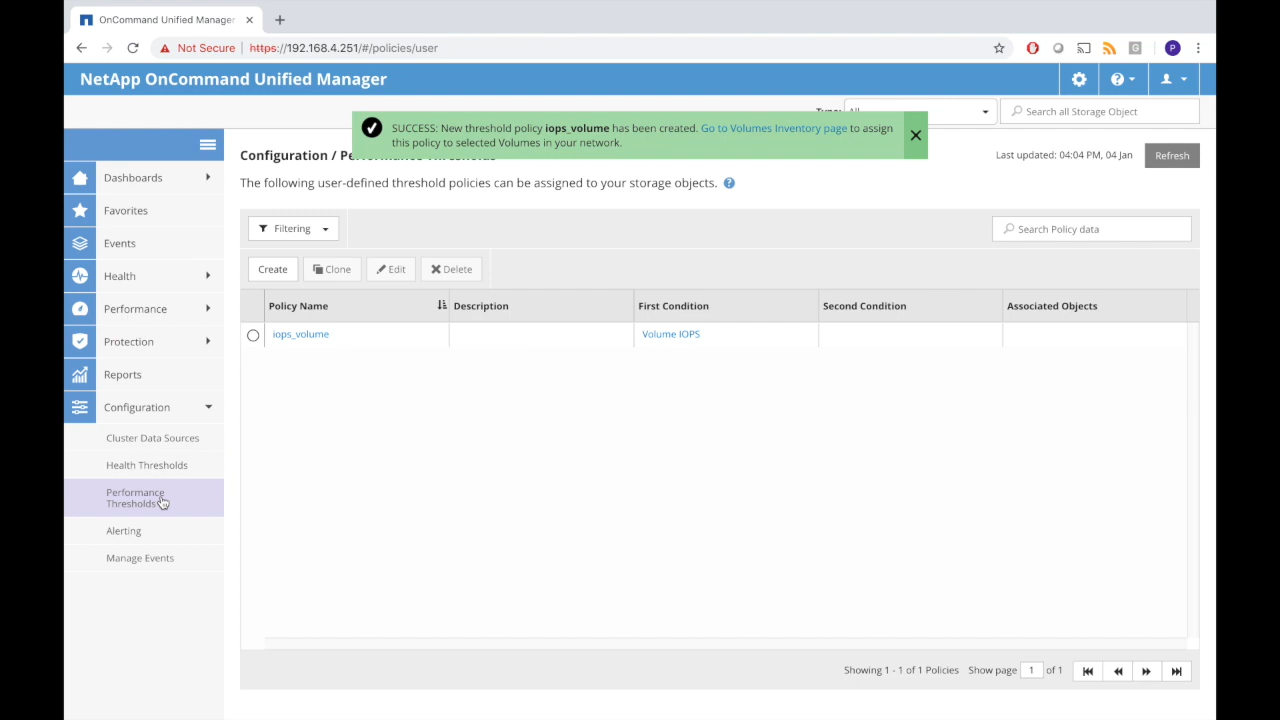 OnCommand Unified Manager
Not Secure
https://192.168.4.251/#/policies/user
NetApp OnCommand Unified Manager
Search all Storage Object
SUCCESS: New threshold policy iops_volume has been created. Go to Volumes Inventory page to assign
this policy to selected Volumes in your network.
Configuration /
Last updated: 04:04 PM, 04 Jan
Refresh
The following user-defined threshold policies can be assigned to your storage objects.
Dashboards
Favorites
Events
Health
Performance
Protection
Reports
Configuration
Cluster Data Sources
Health Thresholds
Performance
Thresholds
Alerting
Manage Events
Filtering
Search Policy data
Create
Clone
Edit
Delete
Policy Name
Description
First Condition
Second Condition
Associated Objects
iops_volume
Volume IOPS
Showing 1 - 1 of 1 Policies
Show page 1 of 1